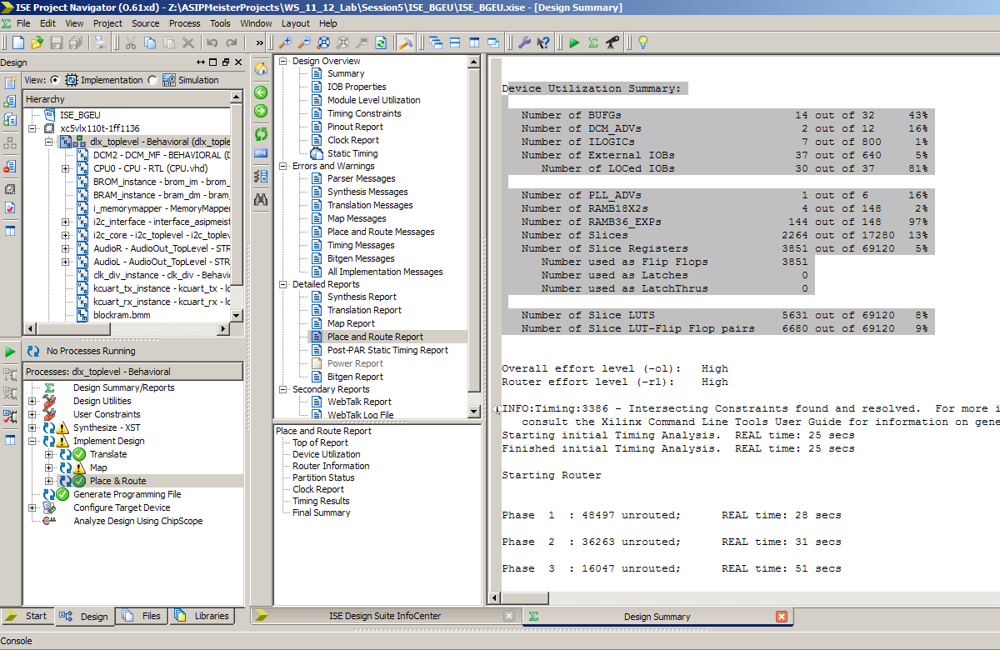 ISE Project Navigator (0.61xd) - Z:\ASIPMeisterProjects\WS_11_12_Lab\Session5\ISE_BGEU\ISE_BGEU.xise - [Design Summary]
File Edit View Project Source Process Tools Window Layout Help
Design
View: Implementation Simulation
Hierarchy
ISE_BGEU
xc5vlx110t-1ff1136
dlx_toplevel - Behavioral (dlx_tople
DCM2 - DCM_MF - BEHAVIORAL (D
CPU0 - CPU - RTL (CPU.vhd)
BROM_instance - brom_im - brom_
BRAM_instance - bram_dm - bram_
i_memorymapper - MemoryMapper
i2c_interface - interface_asipmeist
i2c_core - i2c_toplevel - i2c_toplev
AudioR - AudioOut_TopLevel - STR
AudioL - AudioOut_TopLevel - STR
clk_div_instance - clk_div - Behavio
kcuart_tx_instance - kcuart_tx - lo
kcuart_rx_instance - kcuart_rx - lo
blockram.bmm
No Processes Running
Processes: dlx_toplevel - Behavioral
Design Summary/Reports
Design Utilities
User Constraints
Synthesize - XST
Implement Design
Translate
Map
Place & Route
Generate Programming File
Configure Target Device
Analyze Design Using ChipScope
Start Design Files Libraries
Design Overview
Summary
IOB Properties
Module Level Utilization
Timing Constraints
Pinout Report
Clock Report
Static Timing
Errors and Warnings
Parser Messages
Synthesis Messages
Translation Messages
Map Messages
Place and Route Messages
Timing Messages
Bitgen Messages
All Implementation Messages
Detailed Reports
Synthesis Report
Translation Report
Map Report
Place and Route Report
Post-PAR Static Timing Report
Power Report
Bitgen Report
Secondary Reports
WebTalk Report
WebTalk Log File
Place and Route Report
Top of Report
Device Utilization
Router Information
Partition Status
Clock Report
Timing Results
Final Summary
Device Utilization Summary:
Number of BUFGs 14 out of 32 43%
Number of DCM_ADVs 2 out of 12 16%
Number of ILOGICs 7 out of 800 1%
Number of External IOBs 37 out of 640 5%
Number of LOCed IOBs 30 out of 37 81%
Number of PLL_ADVs 1 out of 6 16%
Number of RAMB18X2s 4 out of 148 2%
Number of RAMB36_EXPs 144 out of 148 97%
Number of Slices 2264 out of 17280 13%
Number of Slice Registers 3851 out of 69120 5%
Number used as Flip Flops 3851
Number used as Latches 0
Number used as LatchThrus 0
Number of Slice LUTS 5631 out of 69120 8%
Number of Slice LUT-Flip Flop pairs 6680 out of 69120 9%
Overall effort level (-ol): High
Router effort level (-rl): High
INFO:Timing:3386 - Intersecting Constraints found and resolved. For more i
consult the Xilinx Command Line Tools User Guide for information on gene
Starting initial Timing Analysis. REAL time: 25 secs
Finished initial Timing Analysis. REAL time: 25 secs
Starting Router
Phase 1 : 48497 unrouted; REAL time: 28 secs
Phase 2 : 36263 unrouted; REAL time: 31 secs
Phase 3 : 16047 unrouted; REAL time: 51 secs
ISE Design Suite InfoCenter Design Summary
Console